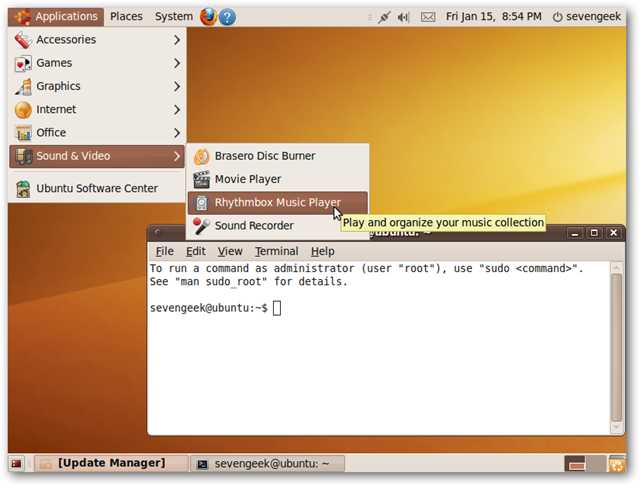 Applications Places System Fri Jan 15, 8:54 PM sevengeek
Accessories
Games
Graphics
Internet
Office
Sound & Video
Ubuntu Software Center
Brasero Disc Burner
Movie Player
Rhythmbox Music Player
Sound Recorder
Play and organize your music collection
@ubuntu: ~
File Edit View Terminal Help
To run a command as administrator (user "root"), use "sudo <command>".
See "man sudo_root" for details.
sevengeek@ubuntu:~$
[Update Manager] sevengeek@ubuntu: ~